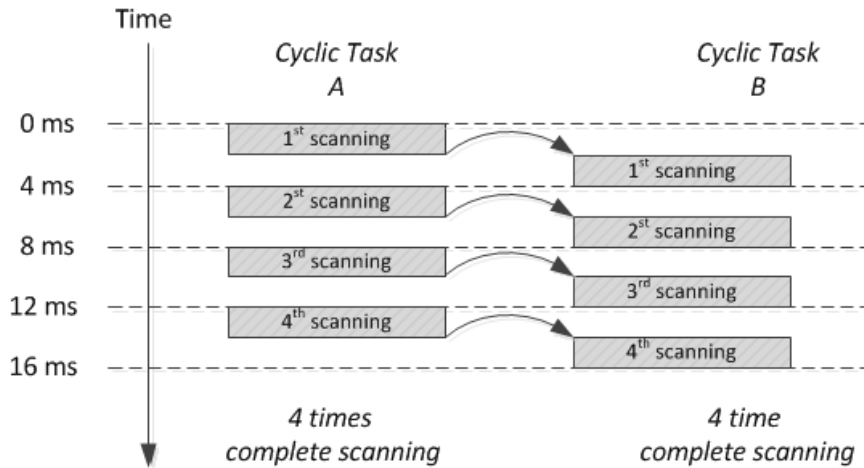 Time
Cyclic Task
A
Cyclic Task
B
0 ms
1st scanning
1st scanning
4 ms
2st scanning
2st scanning
8 ms
3rd scanning
3rd scanning
12 ms
4th scanning
4th scanning
16 ms
4 times
complete scanning
4 time
complete scanning